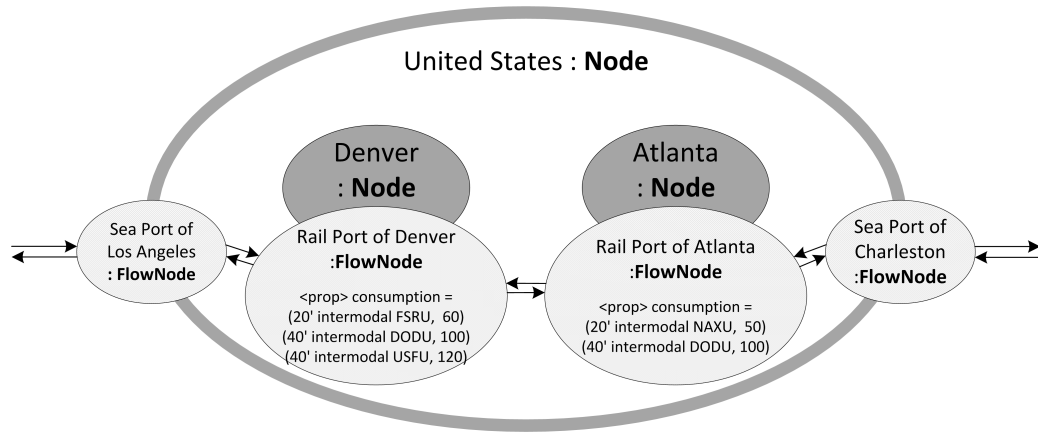 United States : Node
Denver
: Node
Atlanta
: Node
Sea Port of
Los Angeles
: FlowNode
Rail Port of Denver
:FlowNode
<prop> consumption =
(20' intermodal FSRU, 60)
(40' intermodal DODU, 100)
(40' intermodal USFU, 120)
Rail Port of Atlanta
:FlowNode
<prop> consumption =
(20' intermodal NAXU, 50)
(40' intermodal DODU, 100)
Sea Port of
Charleston
:FlowNode